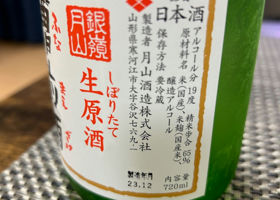 日本酒
アルコール分 19度 精米歩合 65%
原材料名 米(国産)、米麹(国産米)、
醸造アルコール
保存方法 要冷蔵
製造者 月山酒造株式会社
山形県寒河江市大字谷沢七六九ノ一
銀嶺
月山
しぼりたて
生原酒
製造年月
23.12
内容量
720ml